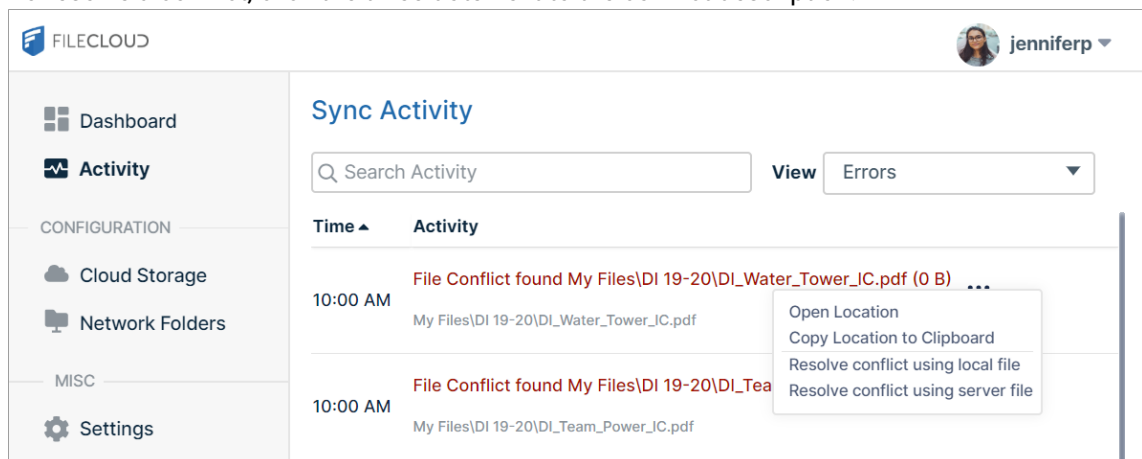 FILECLOUD
jenniferp
Dashboard
Activity
CONFIGURATION
Cloud Storage
Network Folders
MISC
Settings
Sync Activity
Search Activity
View Errors
Time Activity
File Conflict found My Files\DI 19-20\DI_Water_Tower_IC.pdf (0 B) ...
10:00 AM
My Files\DI 19-20\DI_Water_Tower_IC.pdf
Open Location
Copy Location to Clipboard
Resolve conflict using local file
Resolve conflict using server file
File Conflict found My Files\DI 19-20\DI_Tea
10:00 AM
My Files\DI 19-20\DI_Team_Power_IC.pdf